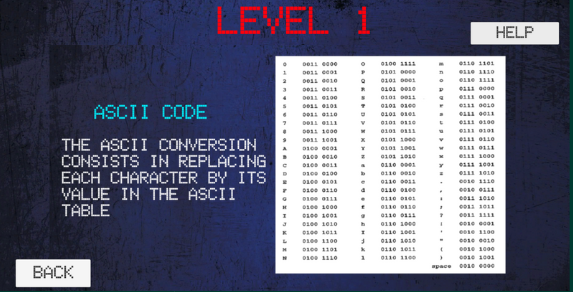 LEVEL 1
HELP
ASCII CODE
THE ASCII CONVERSION
CONSISTS IN REPLACING
EACH CHARACTER BY ITS
VALUE IN THE ASCII
TABLE
0 0011 0000 O 0100 1111 m 0110 1101
1 0011 0001 P 0101 0000 n 0110 1110
2 0011 0010 Q 0101 0001 o 0110 1111
3 0011 0011 R 0101 0010 p 0111 0000
4 0011 0100 S 0101 0011 q 0111 0001
5 0011 0101 T 0101 0100 r 0111 0010
6 0011 0110 U 0101 0101 s 0111 0011
7 0011 0111 V 0101 0110 t 0111 0100
8 0011 1000 W 0101 0111 u 0111 0101
9 0011 1001 X 0101 1000 v 0111 0110
A 0100 0001 Y 0101 1001 w 0111 0111
B 0100 0010 Z 0101 1010 x 0111 1000
C 0100 0011 a 0110 0001 y 0111 1001
D 0100 0100 b 0110 0010 z 0111 1010
E 0100 0101 c 0110 0011 . 0010 1110
F 0100 0110 d 0110 0100 0010 0111
G 0100 0111 e 0110 0101 : 0011 1010
H 0100 1000 f 0110 0110 ; 0011 1011
I 0100 1001 g 0110 0111 ? 0011 1111
J 0100 1010 h 0110 1000 ! 0010 0001
K 0100 1011 i 0110 1001 0010 1100
L 0100 1100 j 0110 1010 " 0010 0010
M 0100 1101 k 0110 1011 ( 0010 1000
N 0100 1110 l 0110 1100 ) 0010 1001
space 0010 0000
BACK